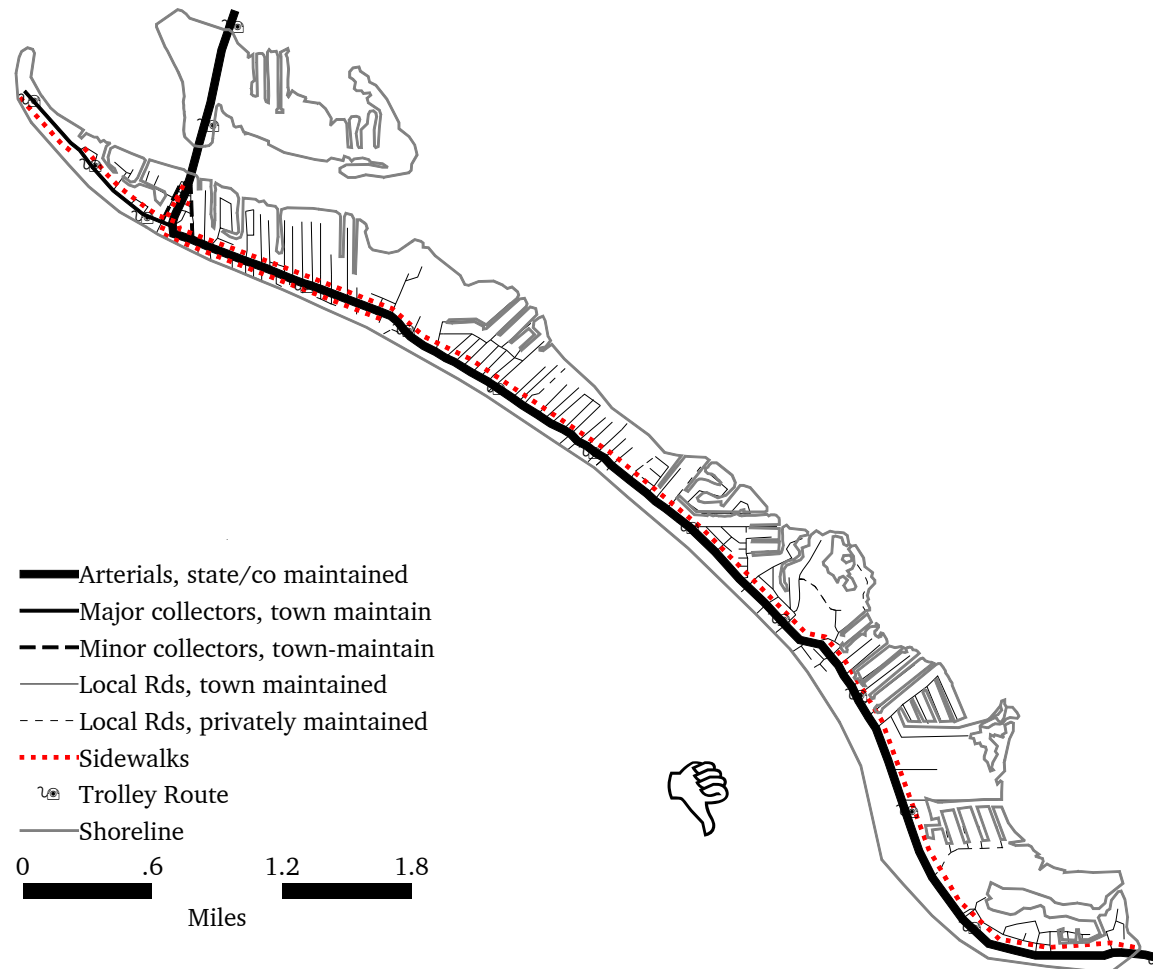 Arterials, state/co maintained
Major collectors, town maintain
Minor collectors, town-maintain
Local Rds, town maintained
Local Rds, privately maintained
Sidewalks
Trolley Route
Shoreline
0 .6 1.2 1.8
Miles